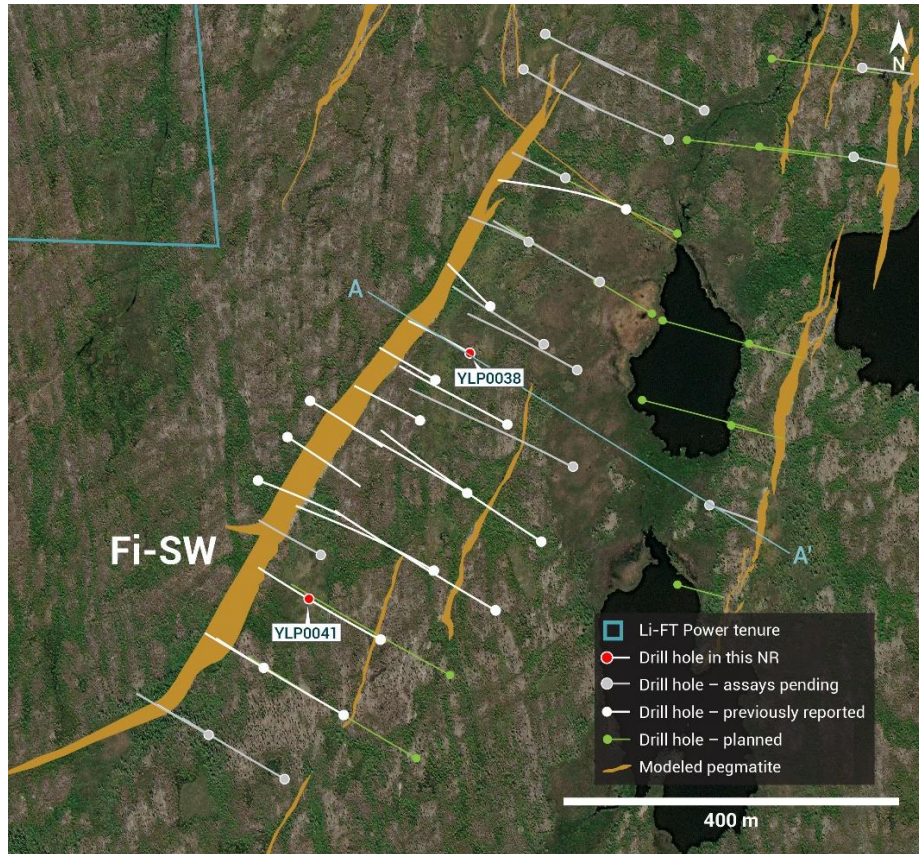 N
A
YLP0038
Fi-SW
A'
YLP0041
Li-FT Power tenure
Drill hole in this NR
Drill hole – assays pending
Drill hole – previously reported
Drill hole – planned
Modeled pegmatite
400 m